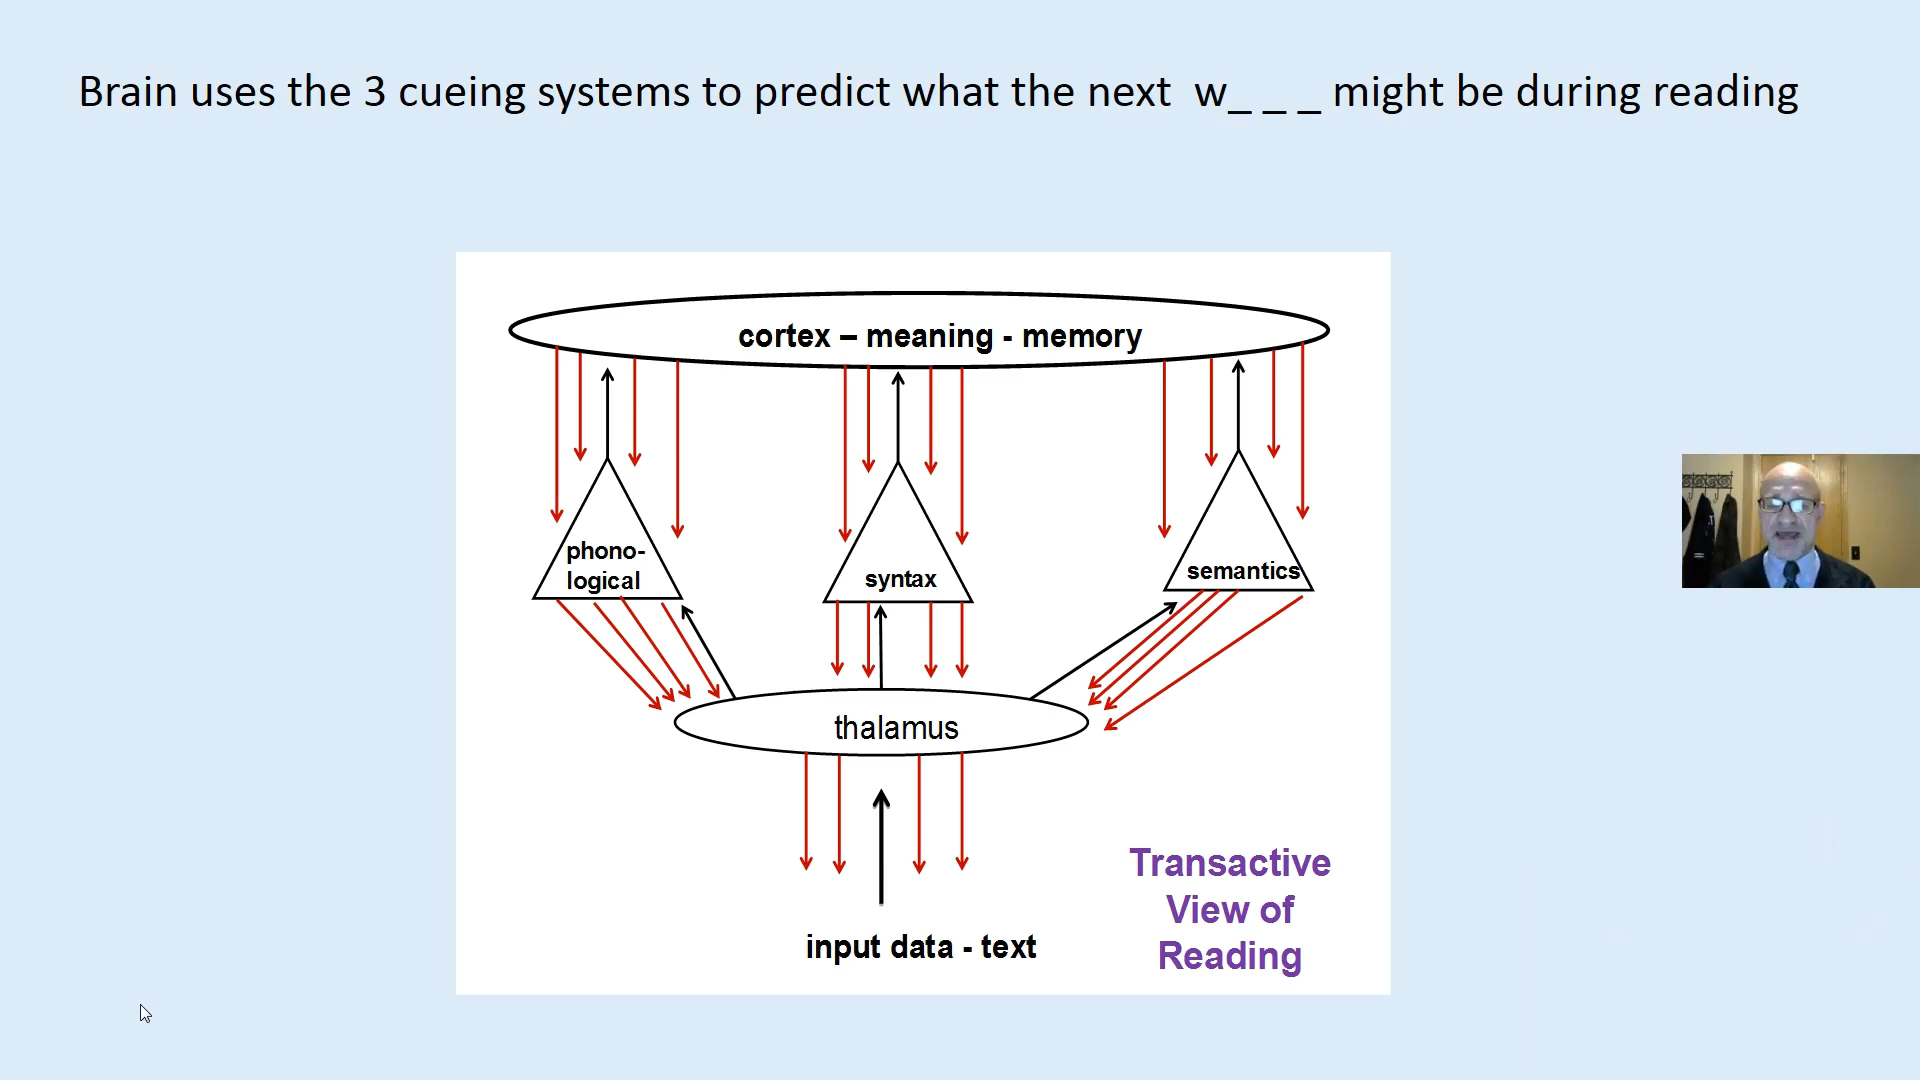 Brain uses the 3 cueing systems to predict what the next w_ _ _ might be during reading
cortex – meaning - memory
phono-
logical
syntax
semantics
thalamus
input data - text
Transactive
View of
Reading